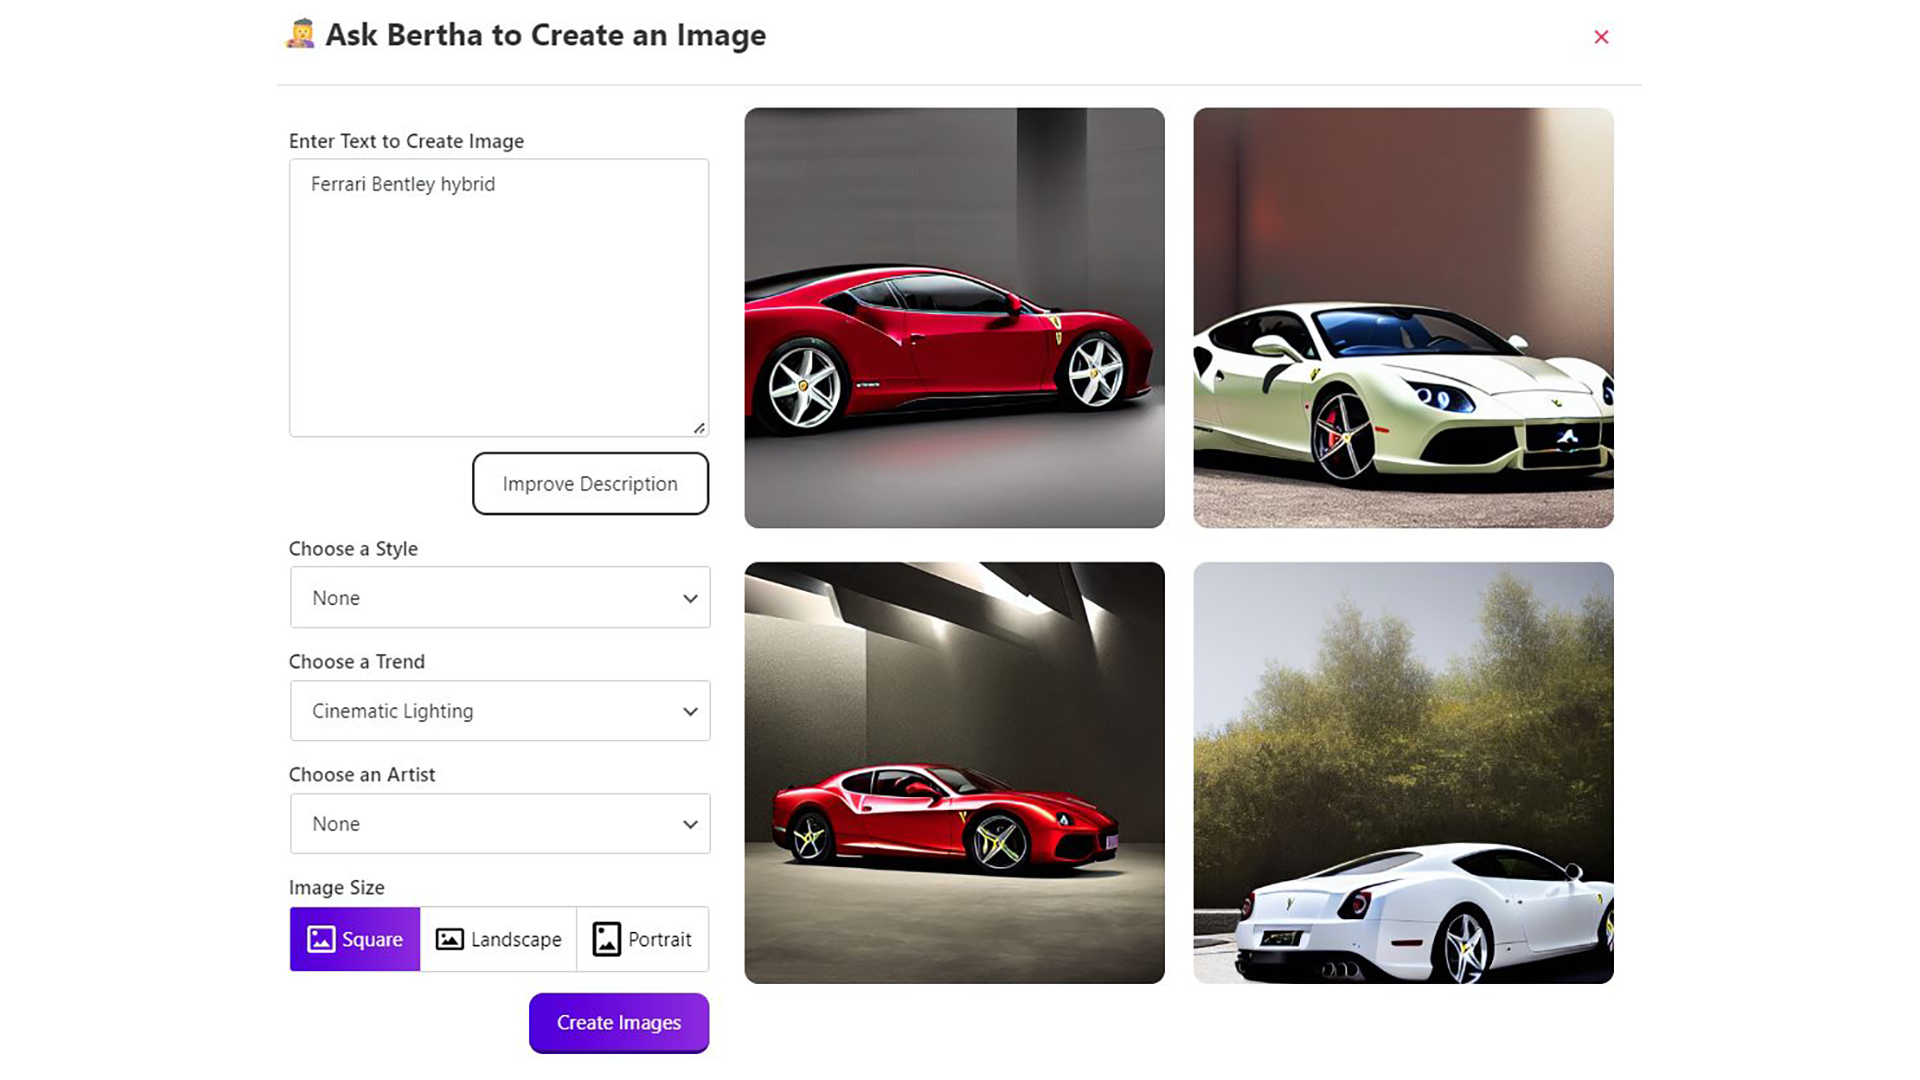 Ask Bertha to Create an Image
Enter Text to Create Image
Ferrari Bentley hybrid
Improve Description
Choose a Style
None
Choose a Trend
Cinematic Lighting
Choose an Artist
None
Image Size
Square
Landscape
Portrait
Create Images